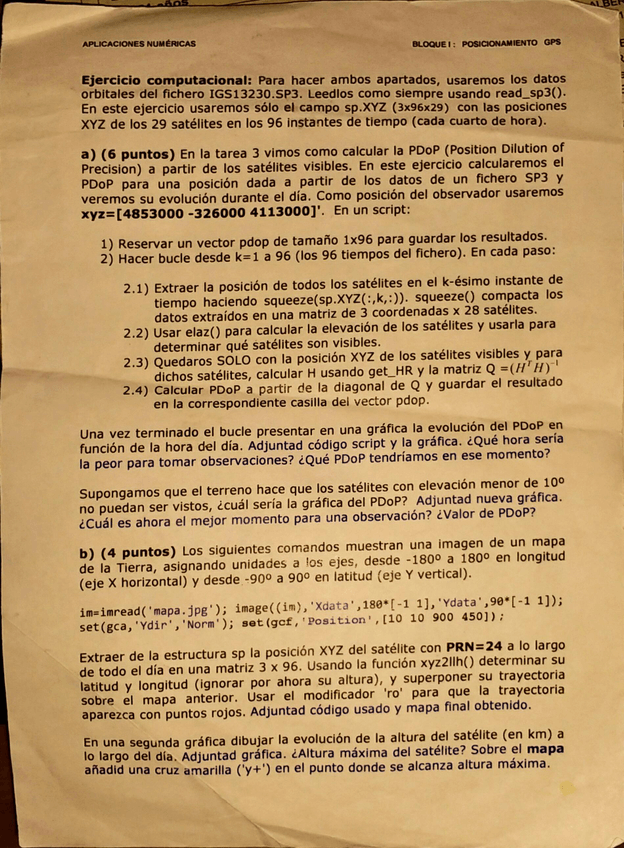 APLICACIONES NUMÉRICAS BLOQUE I : POSICIONAMIENTO GPS
Ejercicio computacional: Para hacer ambos apartados, usaremos los datos
orbitales del fichero IGS13230.SP3. Leedlos como siempre usando read_sp3().
En este ejercicio usaremos sólo el campo sp.XYZ (3x96x29) con las posiciones
XYZ de los 29 satélites en los 96 instantes de tiempo (cada cuarto de hora).
a) (6 puntos) En la tarea 3 vimos como calcular la PDoP (Position Dilution of
Precision) a partir de los satélites visibles. En este ejercicio calcularemos el
PDoP para una posición dada a partir de los datos de un fichero SP3 y
veremos su evolución durante el día. Como posición del observador usaremos
xyz=[4853000 -326000 4113000]'. En un script:
1) Reservar un vector pdop de tamaño 1x96 para guardar los resultados.
2) Hacer bucle desde k=1 a 96 (los 96 tiempos del fichero). En cada paso:
2.1) Extraer la posición de todos los satélites en el k-ésimo instante de
tiempo haciendo squeeze(sp.XYZ(:,k,:)). squeeze() compacta los
datos extraídos en una matriz de 3 coordenadas x 28 satélites.
2.2) Usar elaz() para calcular la elevación de los satélites y usarla para
determinar qué satélites son visibles.
2.3) Quedaros SOLO con la posición XYZ de los satélites visibles y para
dichos satélites, calcular H usando get_HR y la matriz Q =(HᵀH)⁻¹
2.4) Calcular PDoP a partir de la diagonal de Q y guardar el resultado
en la correspondiente casilla del vector pdop.
Una vez terminado el bucle presentar en una gráfica la evolución del PDoP en
función de la hora del día. Adjuntad código script y la gráfica. ¿Qué hora sería
la peor para tomar observaciones? ¿Qué PDoP tendríamos en ese momento?
Supongamos que el terreno hace que los satélites con elevación menor de 10º
no puedan ser vistos, ¿cuál sería la gráfica del PDoP? Adjuntad nueva gráfica.
¿Cuál es ahora el mejor momento para una observación? ¿Valor de PDoP?
b) (4 puntos) Los siguientes comandos muestran una imagen de un mapa
de la Tierra, asignando unidades a los ejes, desde -180º a 180º en longitud
(eje X horizontal) y desde -90º a 90º en latitud (eje Y vertical).
im=imread('mapa.jpg'); image((im),'Xdata',180*[-1 1],'Ydata',90*[-1 1]);
set(gca,'Ydir','Norm'); set(gcf,'Position',[10 10 900 450]);
Extraer de la estructura sp la posición XYZ del satélite con PRN=24 a lo largo
de todo el día en una matriz 3 x 96. Usando la función xyz2llh() determinar su
latitud y longitud (ignorar por ahora su altura), y superponer su trayectoria
sobre el mapa anterior. Usar el modificador 'ro' para que la trayectoria
aparezca con puntos rojos. Adjuntad código usado y mapa final obtenido.
En una segunda gráfica dibujar la evolución de la altura del satélite (en km) a
lo largo del día. Adjuntad gráfica. ¿Altura máxima del satélite? Sobre el mapa
añadid una cruz amarilla ('y+') en el punto donde se alcanza altura máxima.